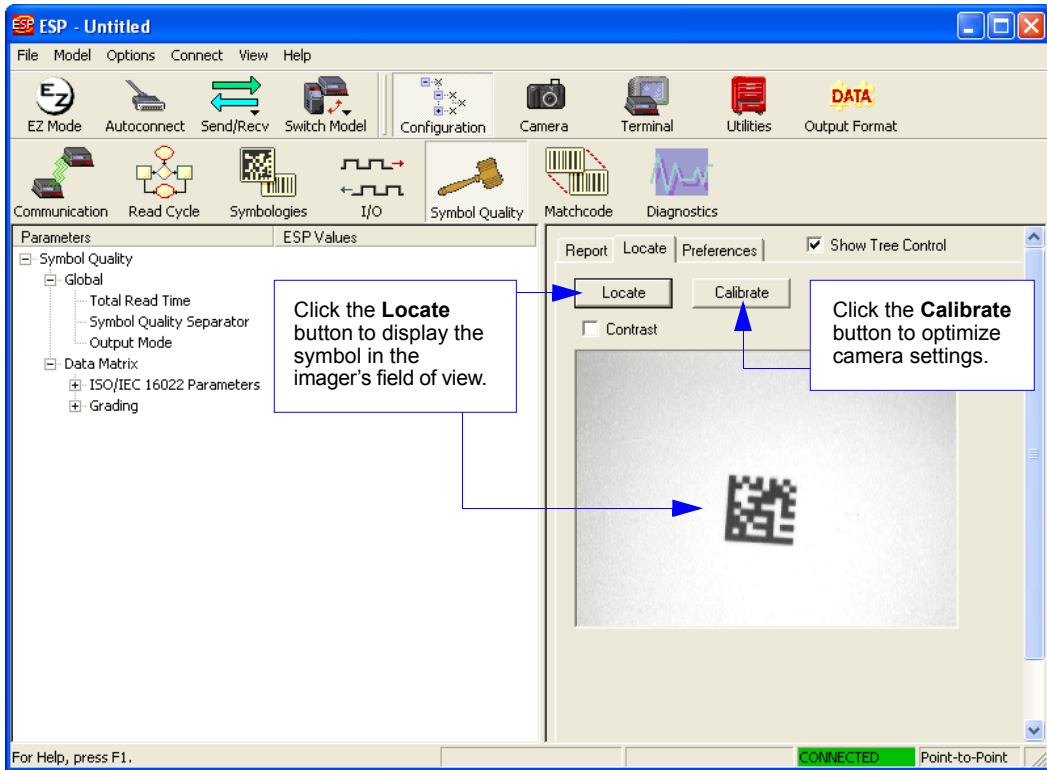 ESP - Untitled
File Model Options Connect View Help
EZ Mode Autoconnect Send/Recv Switch Model Configuration Camera Terminal Utilities Output Format
Communication Read Cycle Symbologies I/O Symbol Quality Matchcode Diagnostics
Parameters ESP Values
Symbol Quality
Global
Total Read Time
Symbol Quality Separator
Output Mode
Data Matrix
ISO/IEC 16022 Parameters
Grading
Click the Locate
button to display the
symbol in the
imager's field of view.
Report Locate Preferences Show Tree Control
Locate Calibrate
Contrast
Click the Calibrate
button to optimize
camera settings.
For Help, press F1. CONNECTED Point-to-Point